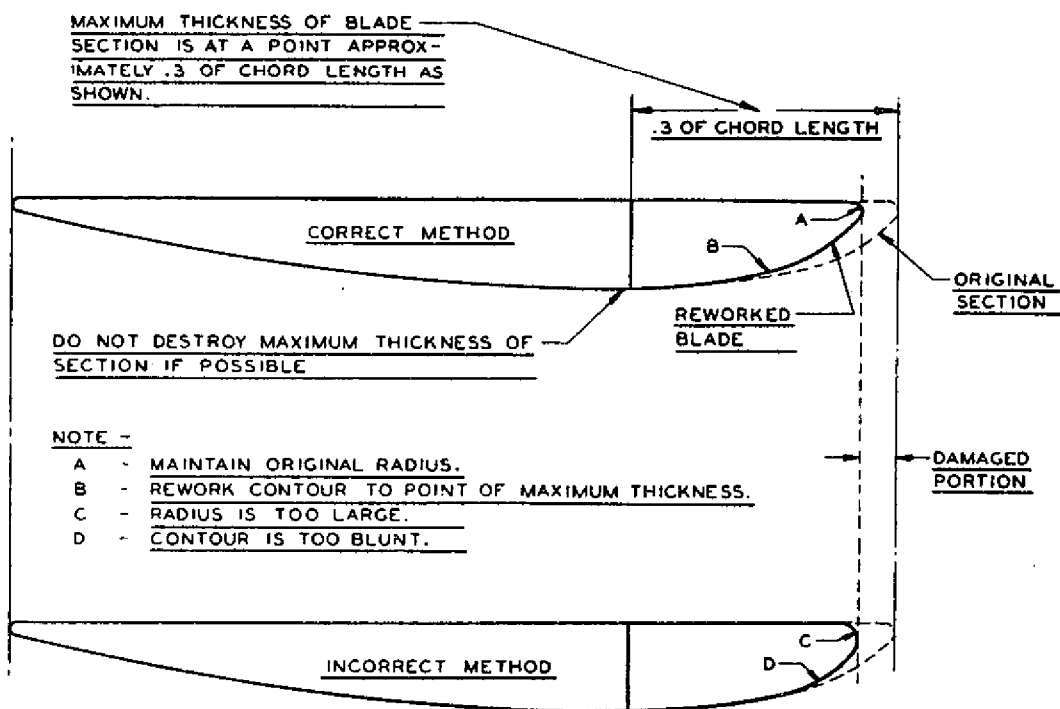 MAXIMUM THICKNESS OF BLADE
SECTION IS AT A POINT APPROX-
IMATELY .3 OF CHORD LENGTH AS
SHOWN.
.3 OF CHORD LENGTH
A
CORRECT METHOD
B
ORIGINAL
SECTION
REWORKED
BLADE
DO NOT DESTROY MAXIMUM THICKNESS OF
SECTION IF POSSIBLE
NOTE -
A - MAINTAIN ORIGINAL RADIUS.
B - REWORK CONTOUR TO POINT OF MAXIMUM THICKNESS.
C - RADIUS IS TOO LARGE.
D - CONTOUR IS TOO BLUNT.
DAMAGED
PORTION
C
INCORRECT METHOD
D